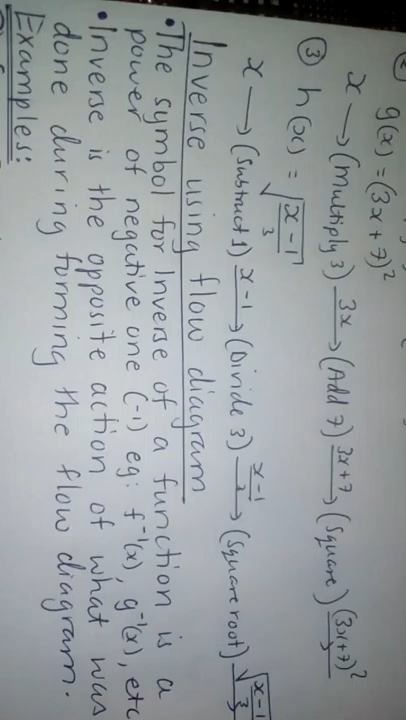 ②
g(x) = (3x + 7)²
x → (multiply 3) 3x → (Add 7) 3x+7 → (square) (3x+7)² →
③ h(x) = √((x-1)/3)
x → (subtract 1) x-1 → (Divide 3) (x-1)/3 → (square root) √((x-1)/3) →
Inverse using flow diagram
• The symbol for inverse of a function is a
power of negative one (-1) eg: f⁻¹(x), g⁻¹(x), etc
• Inverse is the opposite action of what was
done during forming the flow diagram.
Examples: